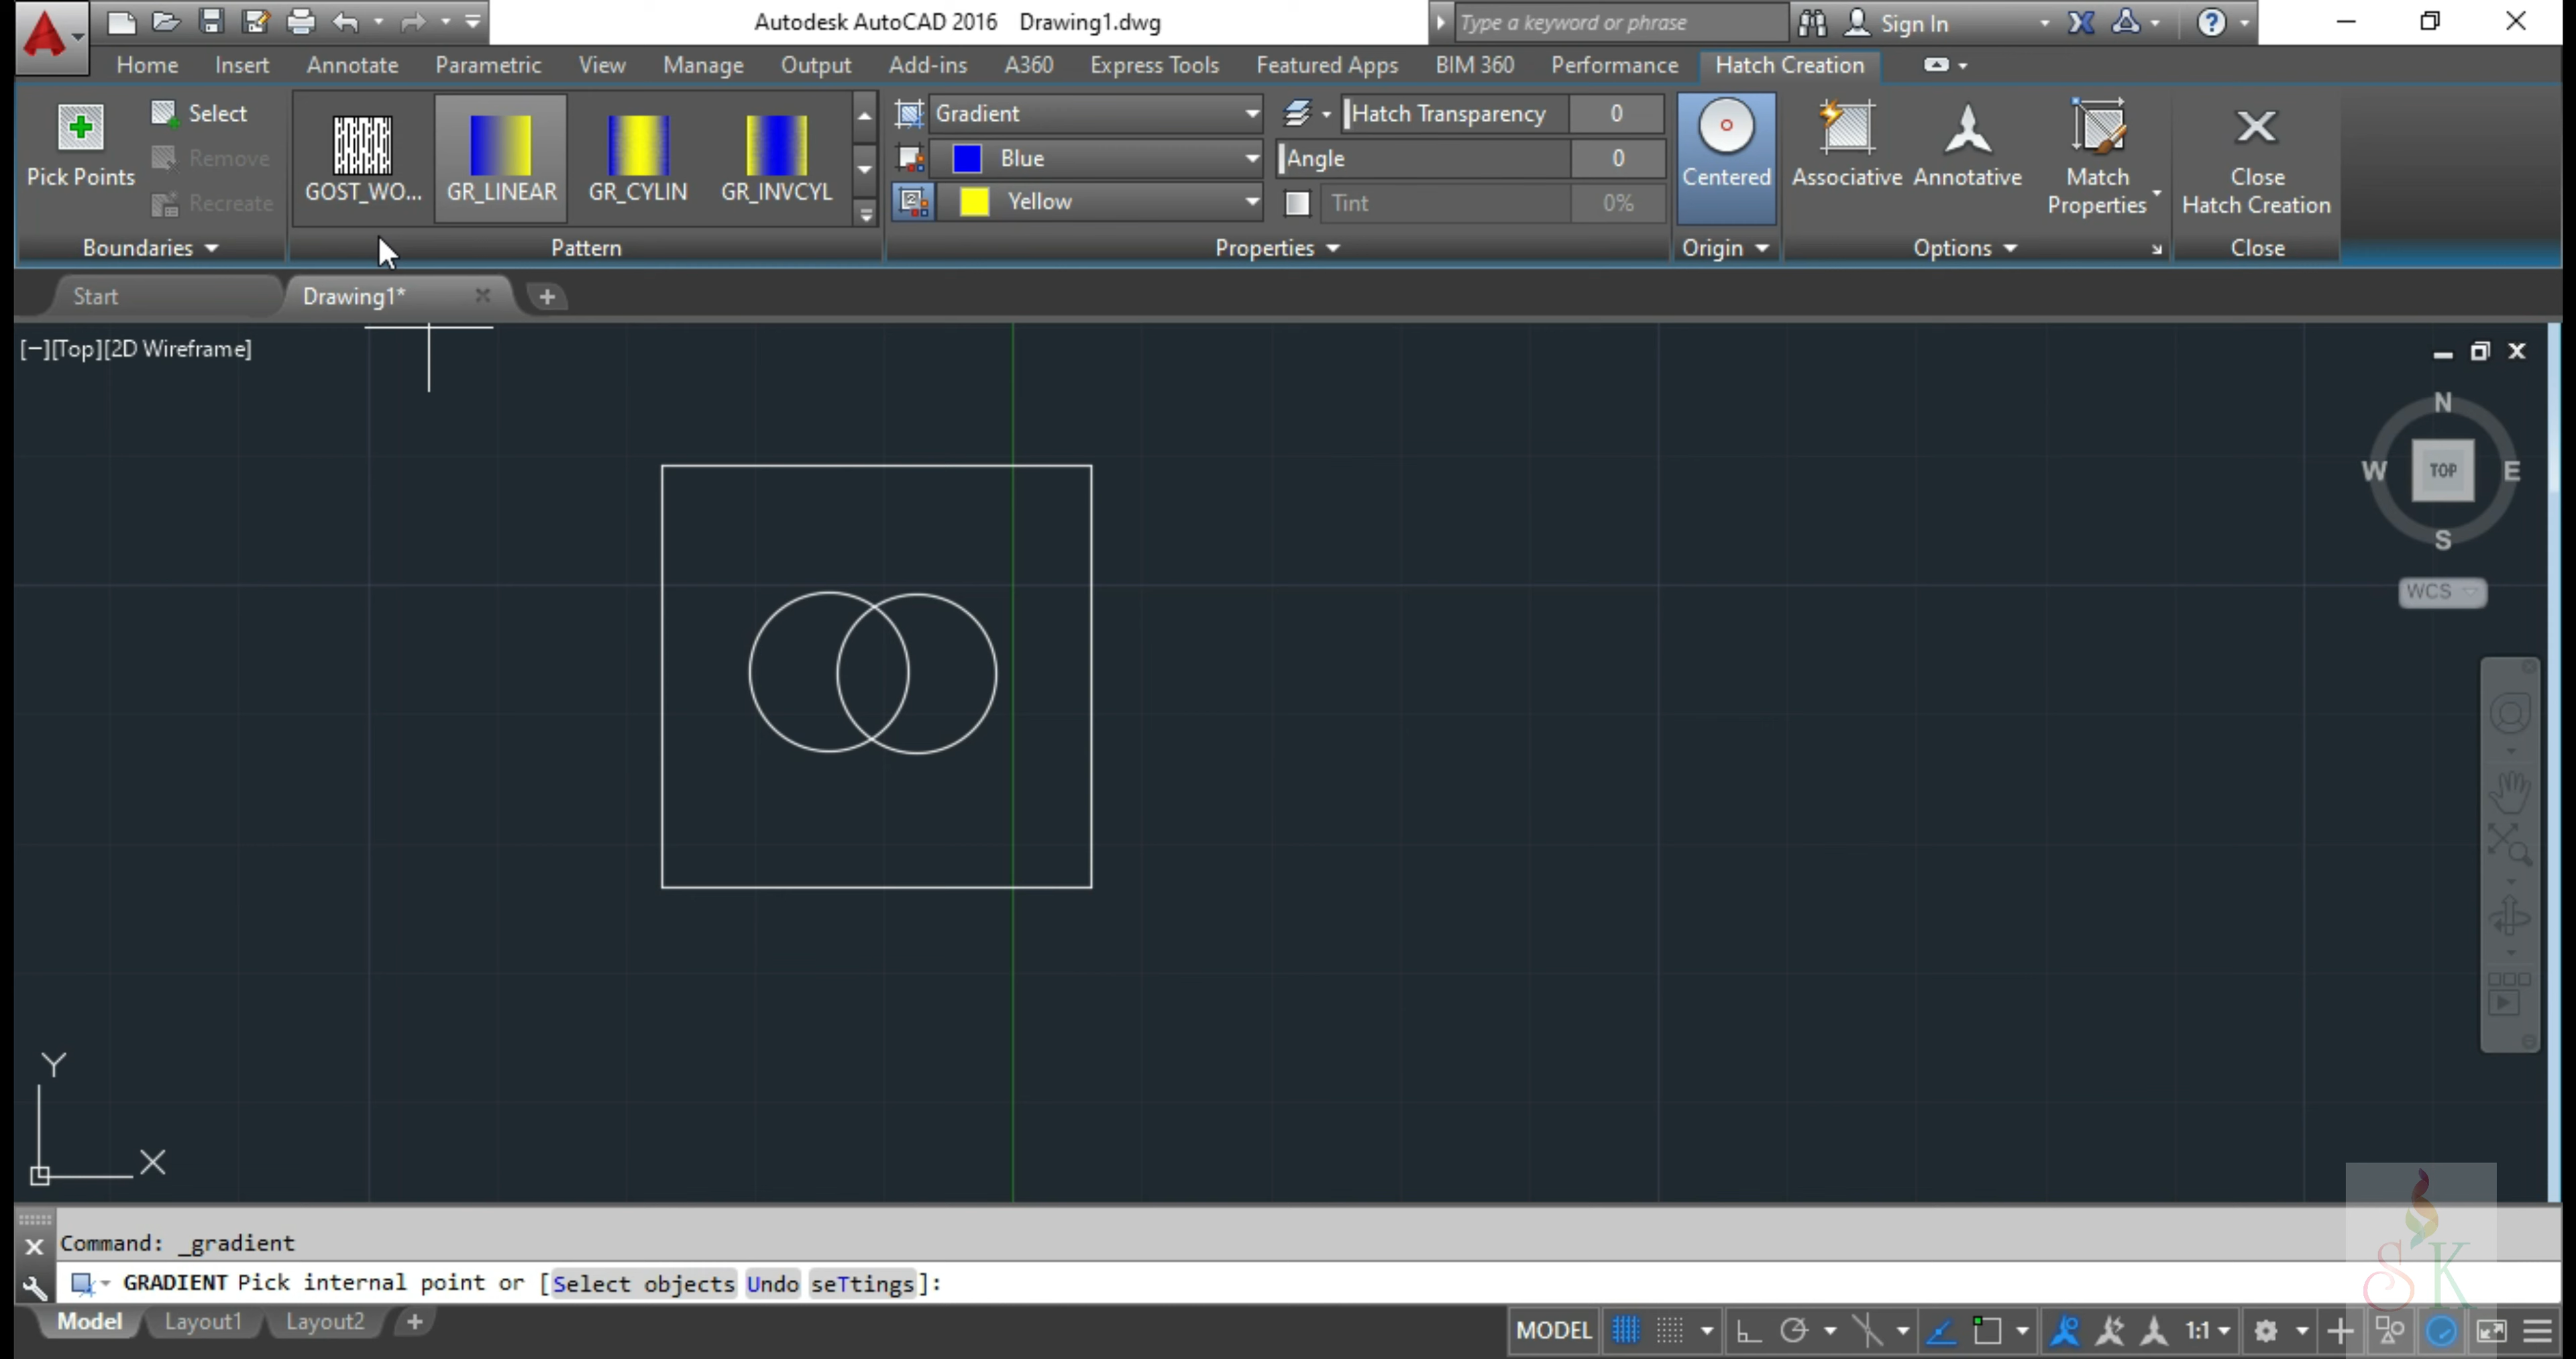 Autodesk AutoCAD 2016 Drawing1.dwg
Type a keyword or phrase
Sign In
Home Insert Annotate Parametric View Manage Output Add-ins A360 Express Tools Featured Apps BIM 360 Performance Hatch Creation
Pick Points
Select
Remove
Recreate
Boundaries
GOST_WO... GR_LINEAR GR_CYLIN GR_INVCYL
Pattern
Gradient
Blue
Yellow
Hatch Transparency 0
Angle 0
Tint 0%
Properties
Centered
Origin
Associative
Annotative
Match
Properties
Options
Close
Hatch Creation
Close
Start Drawing1*
[−][Top][2D Wireframe]
N
W TOP E
S
WCS
Y
X
Command: _gradient
GRADIENT Pick internal point or [Select objects Undo seTtings]:
Model Layout1 Layout2
MODEL
1:1
SK